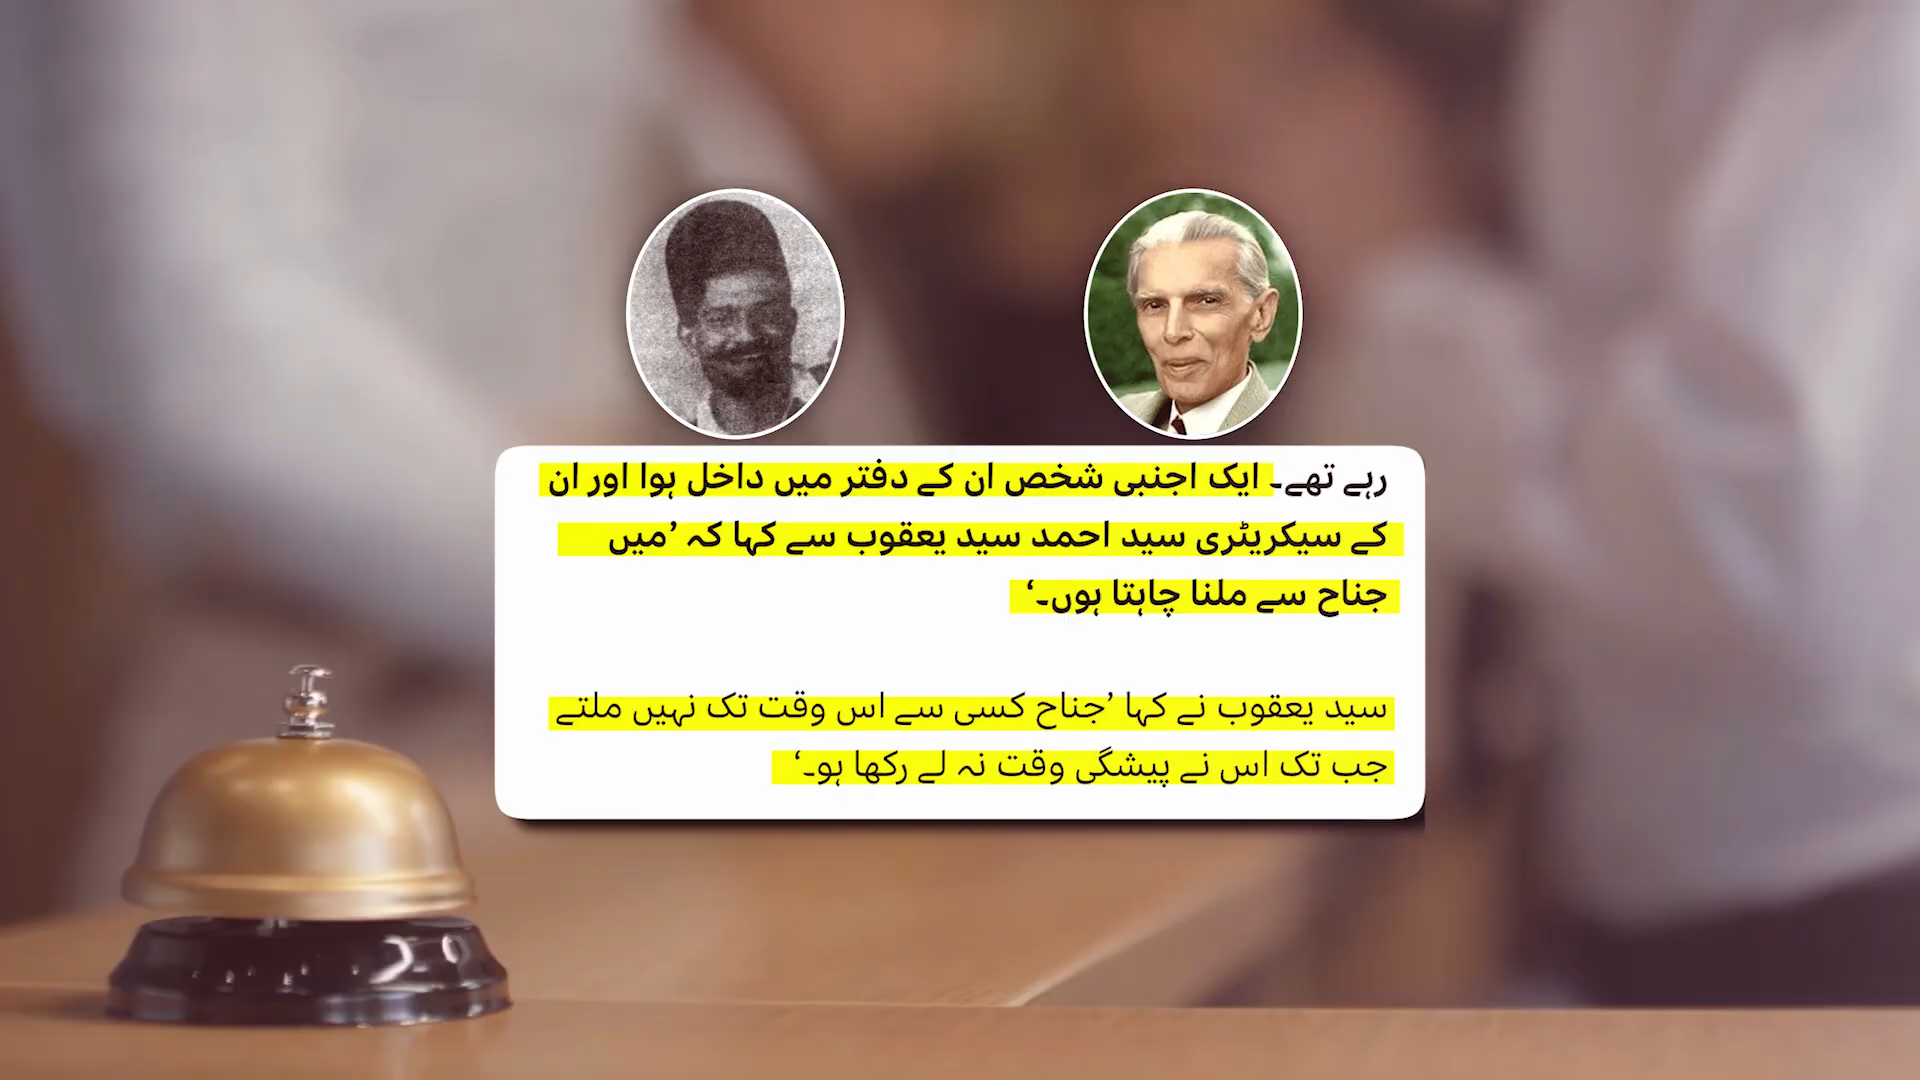 رہے تھے۔ ایک اجنبی شخص ان کے دفتر میں داخل ہوا اور ان
کے سیکریٹری سید احمد سید یعقوب سے کہا کہ ’میں
جناح سے ملنا چاہتا ہوں۔‘
سید یعقوب نے کہا ’جناح کسی سے اس وقت تک نہیں ملتے
جب تک اس نے پیشگی وقت نہ لے رکھا ہو۔‘